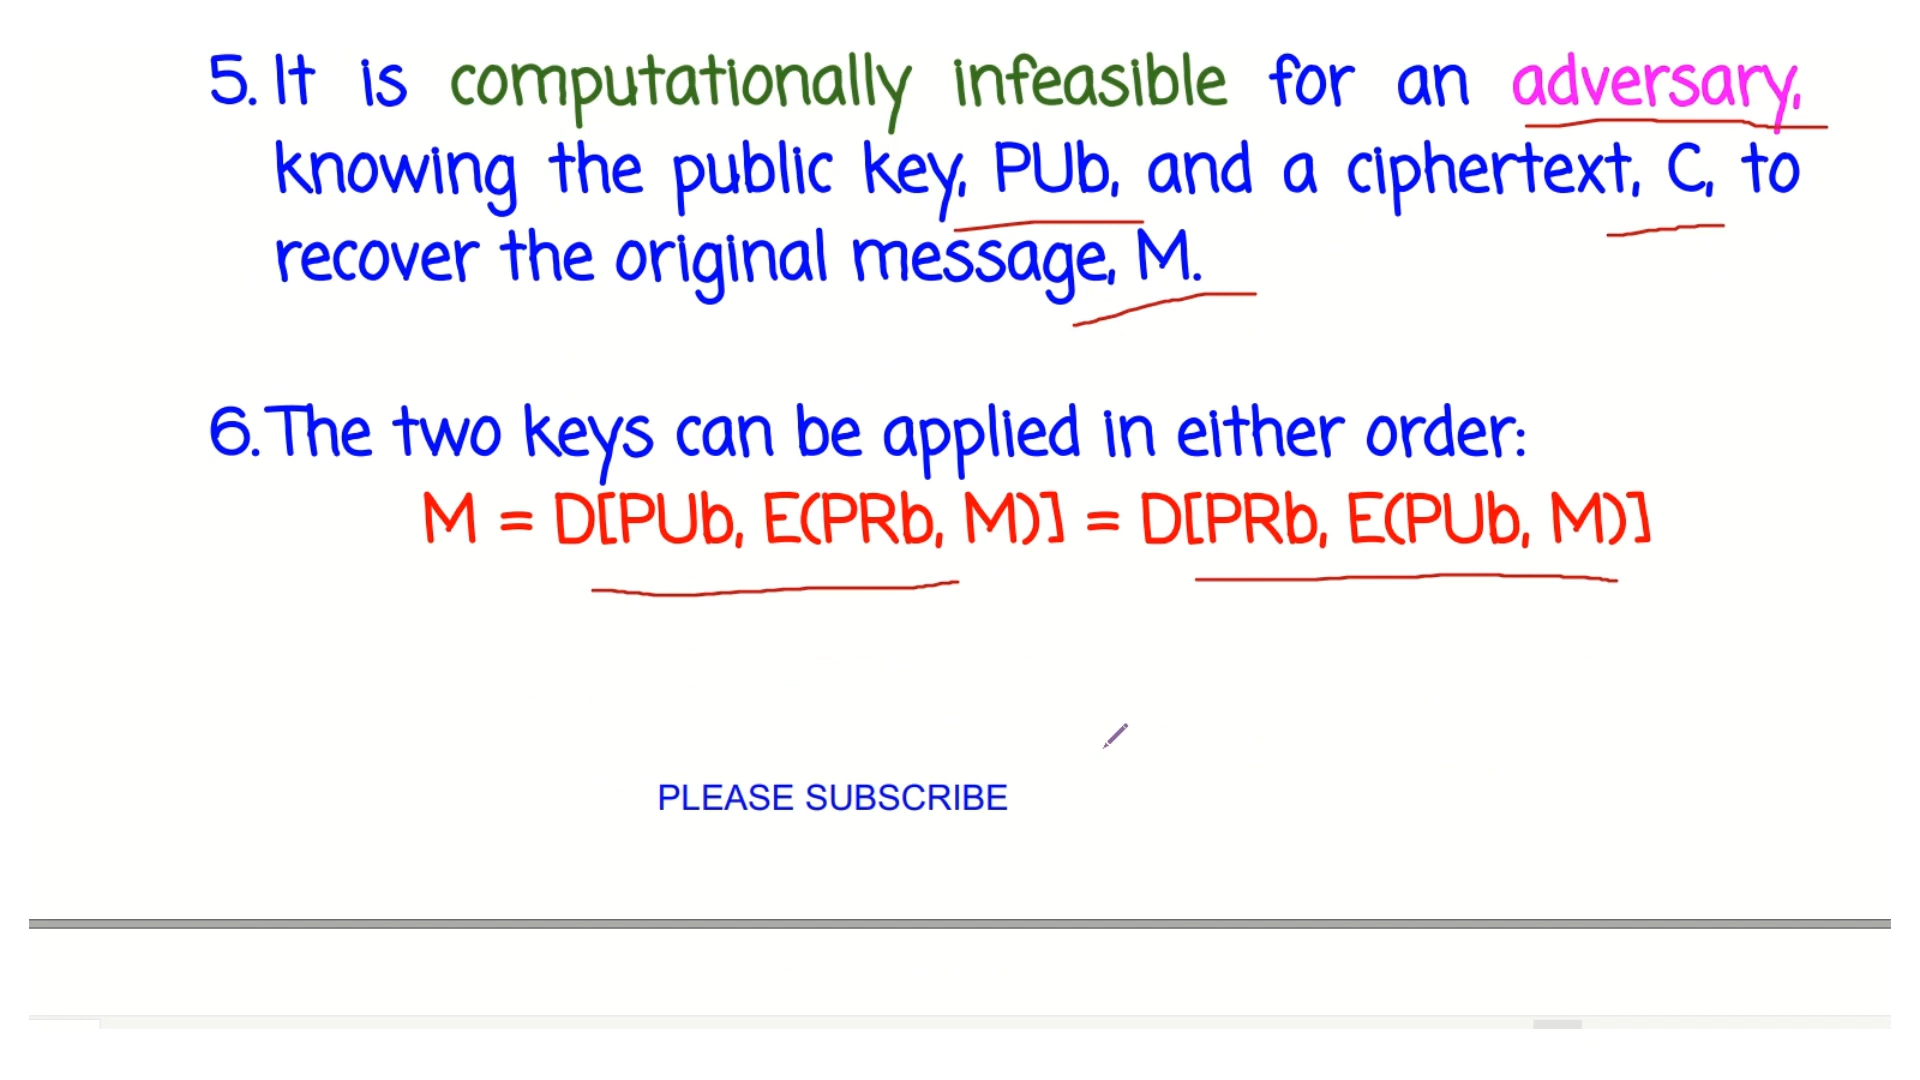 5. It is computationally infeasible for an adversary,
knowing the public key, PUb, and a ciphertext, C, to
recover the original message, M.
6. The two keys can be applied in either order:
M = D[PUb, E(PRb, M)] = D[PRb, E(PUb, M)]
PLEASE SUBSCRIBE